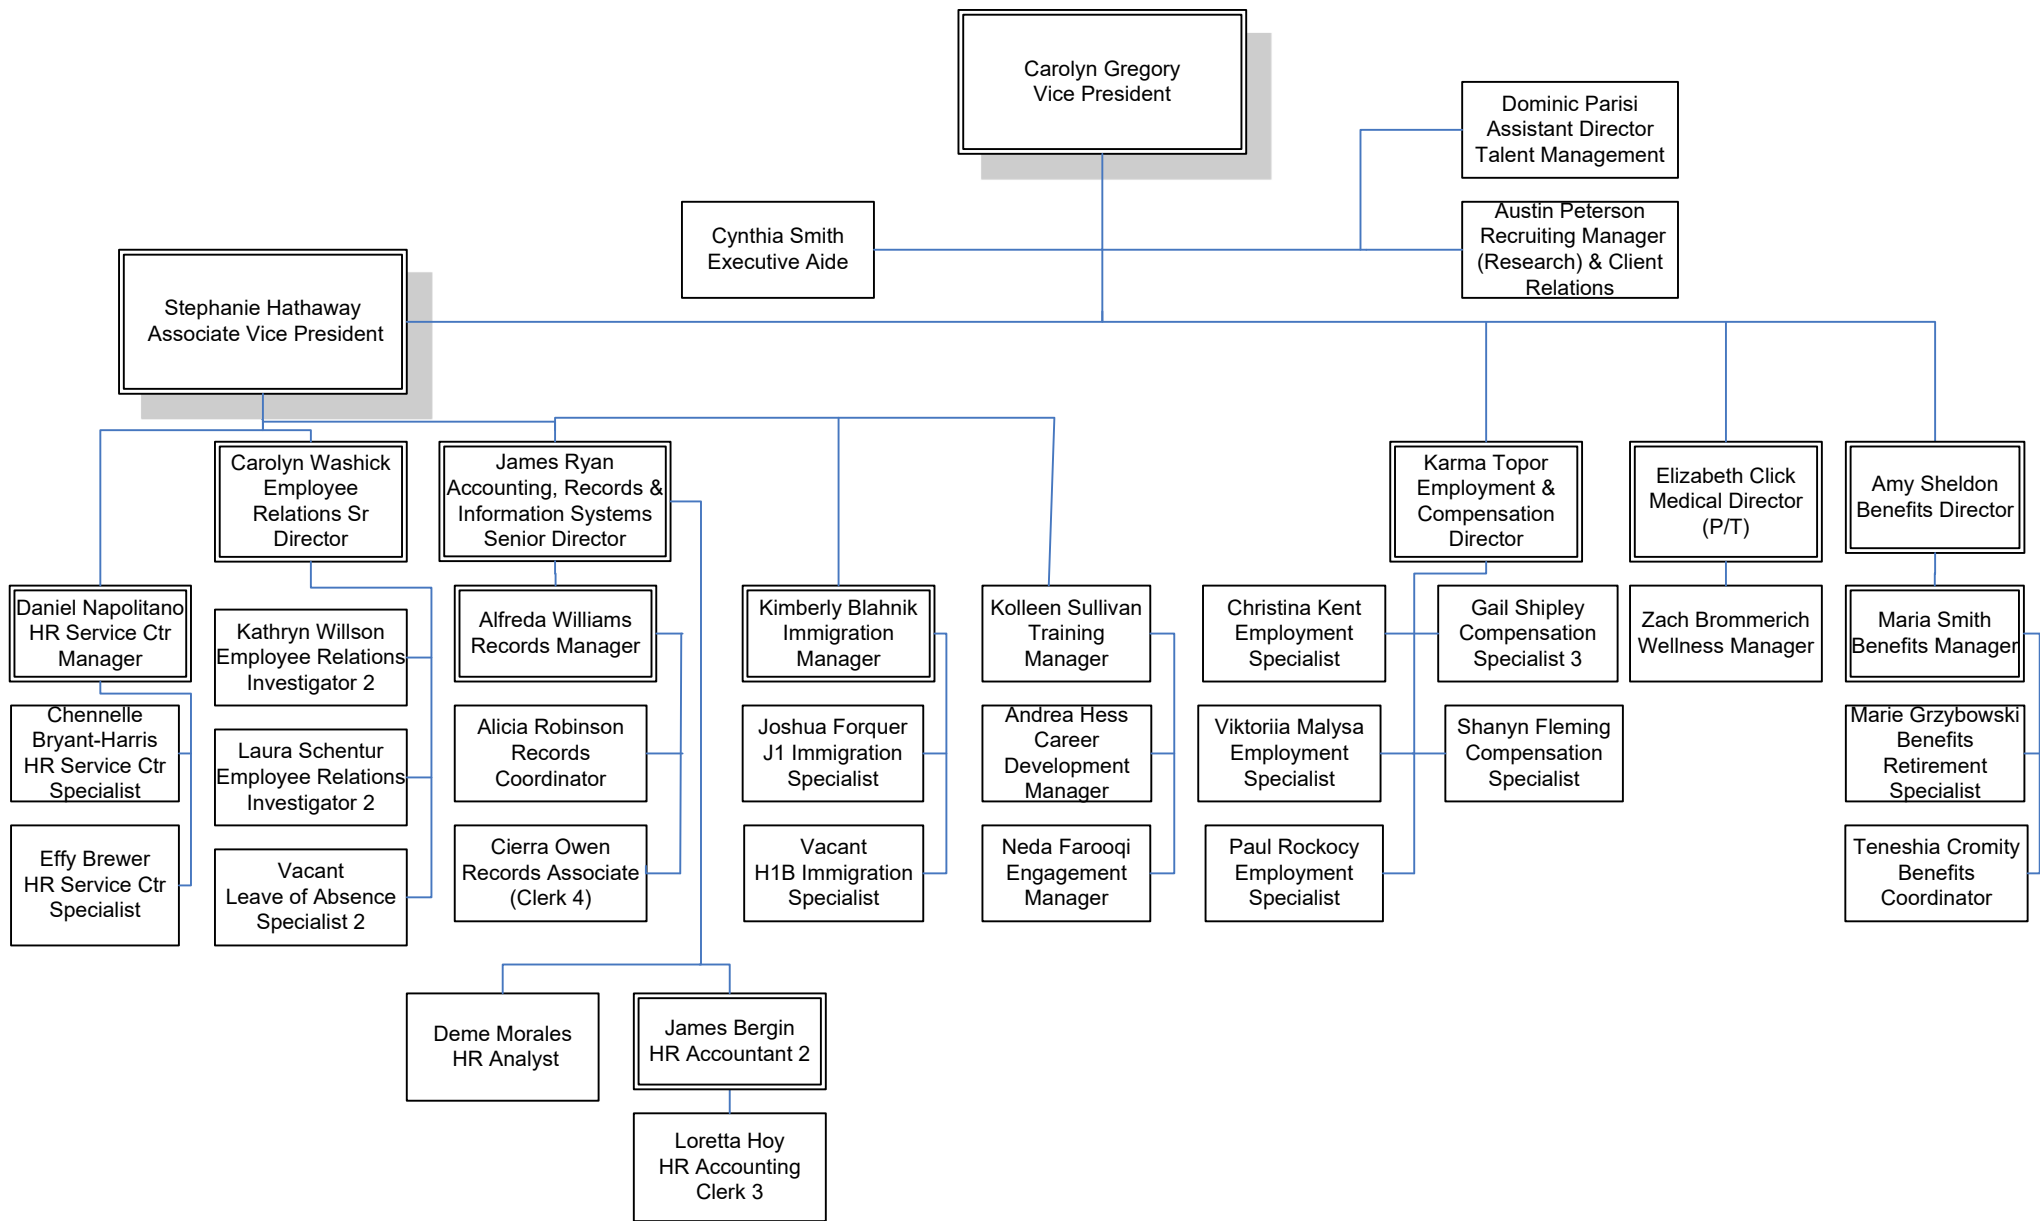 Carolyn Gregory
Vice President
Dominic Parisi
Assistant Director
Talent Management
Cynthia Smith
Executive Aide
Austin Peterson
Recruiting Manager
(Research) & Client
Relations
Stephanie Hathaway
Associate Vice President
Carolyn Washick
Employee
Relations Sr
Director
James Ryan
Accounting, Records &
Information Systems
Senior Director
Karma Topor
Employment &
Compensation
Director
Elizabeth Click
Medical Director
(P/T)
Amy Sheldon
Benefits Director
Daniel Napolitano
HR Service Ctr
Manager
Kathryn Willson
Employee Relations
Investigator 2
Alfreda Williams
Records Manager
Kimberly Blahnik
Immigration
Manager
Kolleen Sullivan
Training
Manager
Christina Kent
Employment
Specialist
Gail Shipley
Compensation
Specialist 3
Zach Brommerich
Wellness Manager
Maria Smith
Benefits Manager
Chennelle
Bryant-Harris
HR Service Ctr
Specialist
Laura Schentur
Employee Relations
Investigator 2
Alicia Robinson
Records
Coordinator
Joshua Forquer
J1 Immigration
Specialist
Andrea Hess
Career
Development
Manager
Viktoriia Malysa
Employment
Specialist
Shanyn Fleming
Compensation
Specialist
Marie Grzybowski
Benefits
Retirement
Specialist
Effy Brewer
HR Service Ctr
Specialist
Vacant
Leave of Absence
Specialist 2
Cierra Owen
Records Associate
(Clerk 4)
Vacant
H1B Immigration
Specialist
Neda Farooqi
Engagement
Manager
Paul Rockocy
Employment
Specialist
Teneshia Cromity
Benefits
Coordinator
Deme Morales
HR Analyst
James Bergin
HR Accountant 2
Loretta Hoy
HR Accounting
Clerk 3